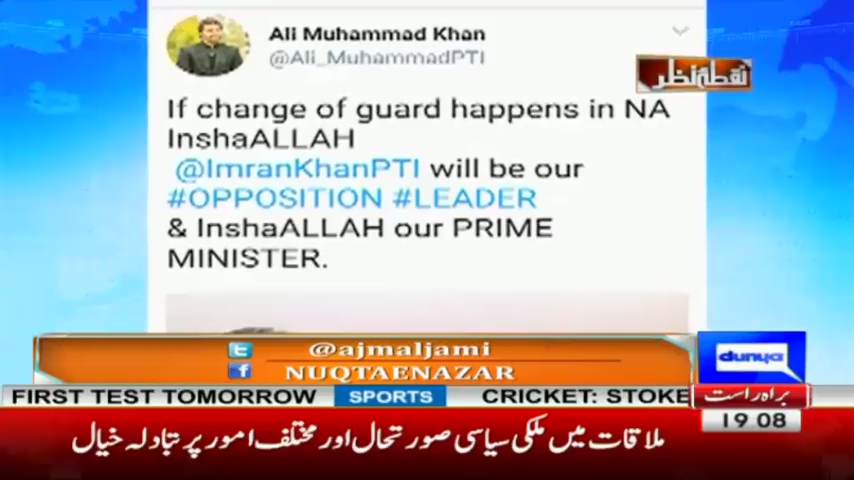 Ali Muhammad Khan
@Ali_MuhammadPTI
نقطۂ نظر
If change of guard happens in NA
InshaALLAH
@ImranKhanPTI will be our
#OPPOSITION #LEADER
& InshaALLAH our PRIME
MINISTER.
@ajmaljami
NUQTAENAZAR
dunya
FIRST TEST TOMORROW SPORTS CRICKET: STOKE
براہ راست
19 08
ملاقات میں ملکی سیاسی صورتحال اور مختلف امور پر تبادلہ خیال